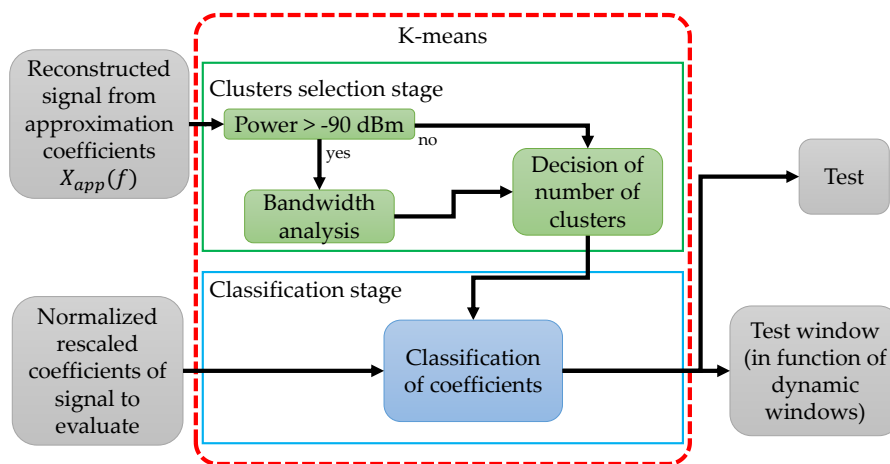 K-means
Reconstructed
signal from
approximation
coefficients
X_app(f)
Clusters selection stage
Power > -90 dBm
no
yes
Bandwidth
analysis
Decision of
number of
clusters
Test
Classification stage
Normalized
rescaled
coefficients of
signal to
evaluate
Classification
of coefficients
Test window
(in function of
dynamic
windows)